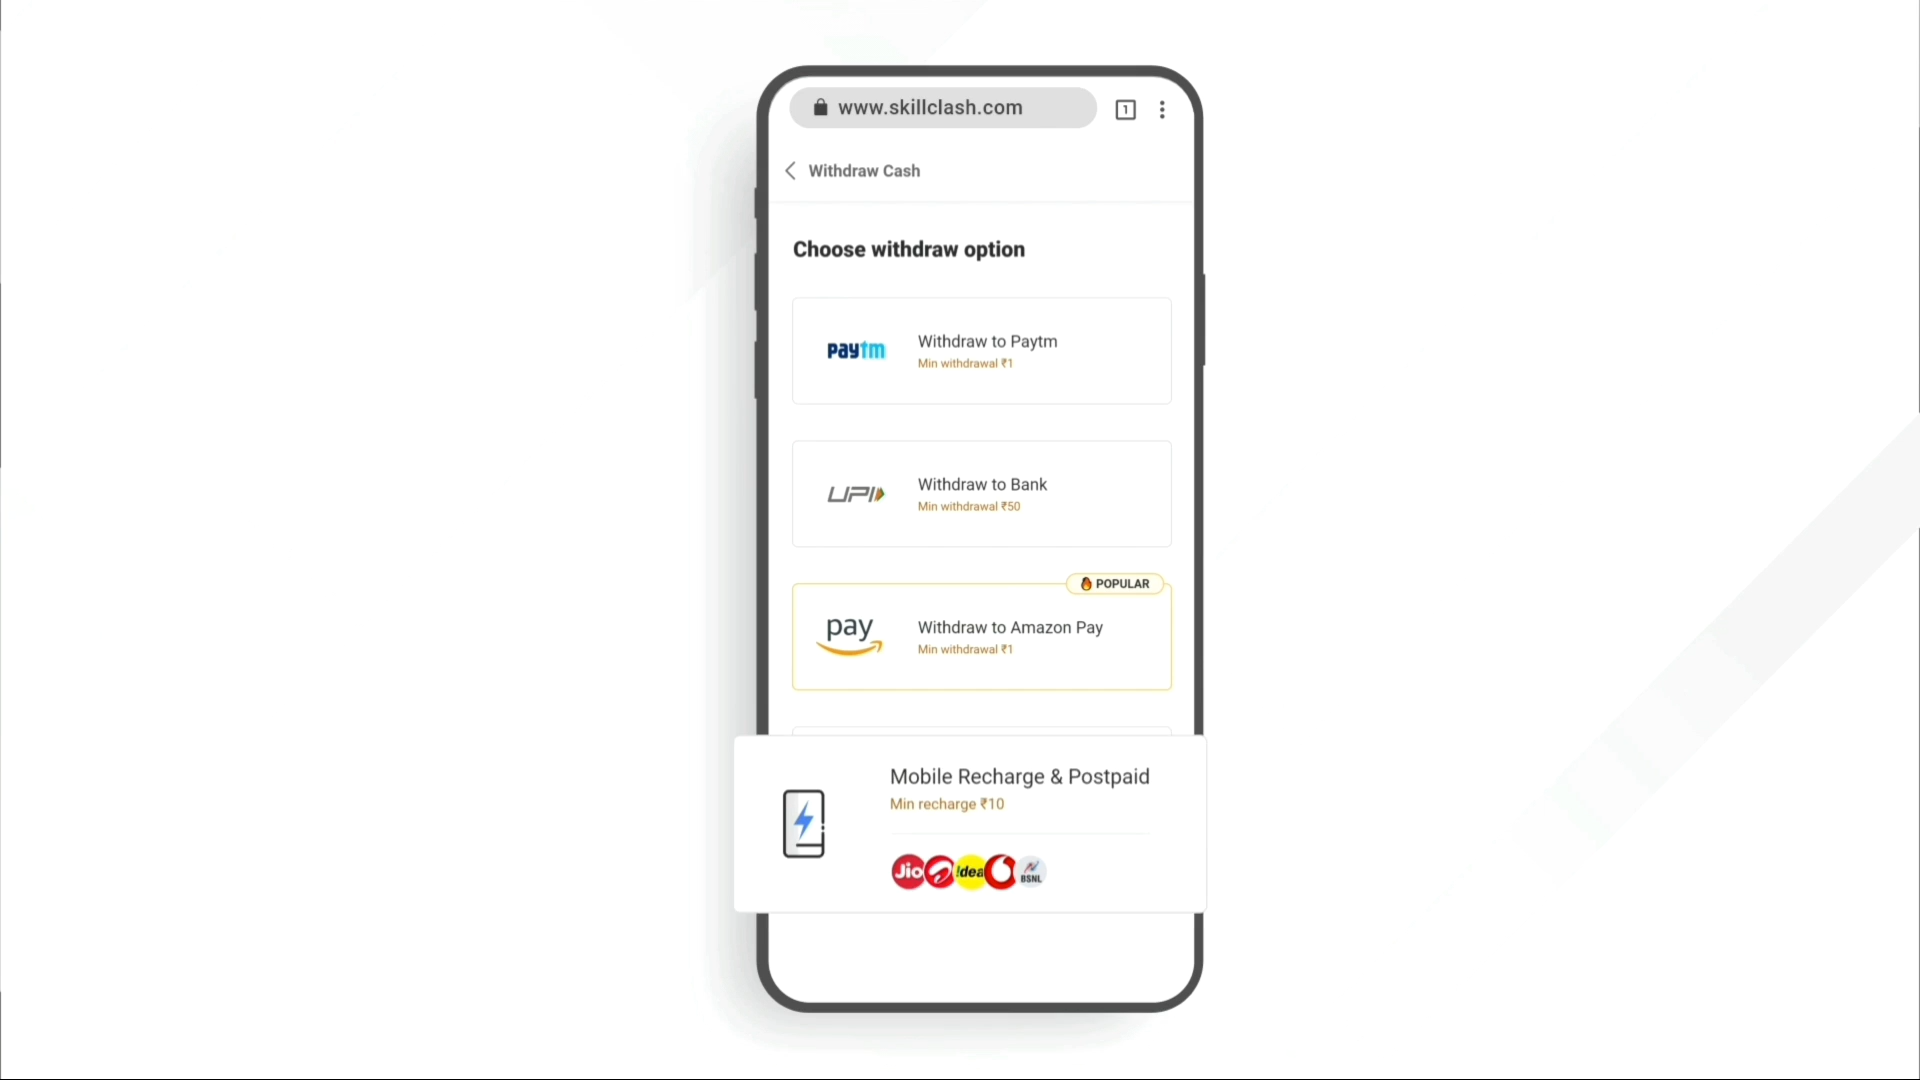 www.skillclash.com
1
Withdraw Cash
Choose withdraw option
paytm
Withdraw to Paytm
Min withdrawal ₹1
UPI
Withdraw to Bank
Min withdrawal ₹50
POPULAR
pay
Withdraw to Amazon Pay
Min withdrawal ₹1
Mobile Recharge & Postpaid
Min recharge ₹10
Jio !dea BSNL